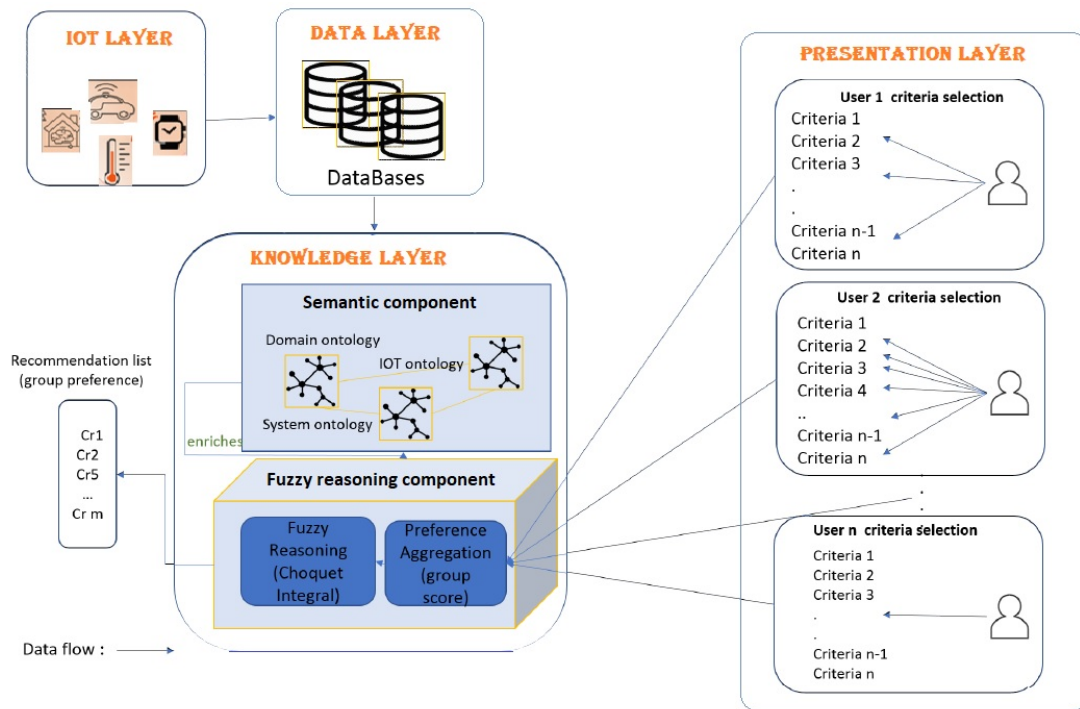 IOT LAYER
DATA LAYER
DataBases
PRESENTATION LAYER
User 1 criteria selection
Criteria 1
Criteria 2
Criteria 3
.
.
Criteria n-1
Criteria n
User 2 criteria selection
Criteria 1
Criteria 2
Criteria 3
Criteria 4
..
Criteria n-1
Criteria n
.
.
.
User n criteria selection
Criteria 1
Criteria 2
Criteria 3
.
.
Criteria n-1
Criteria n
KNOWLEDGE LAYER
Semantic component
Domain ontology
IOT ontology
System ontology
enriches
Fuzzy reasoning component
Fuzzy
Reasoning
(Choquet
Integral)
Preference
Aggregation
(group
score)
Recommendation list
(group preference)
Cr1
Cr2
Cr5
...
Cr m
Data flow :